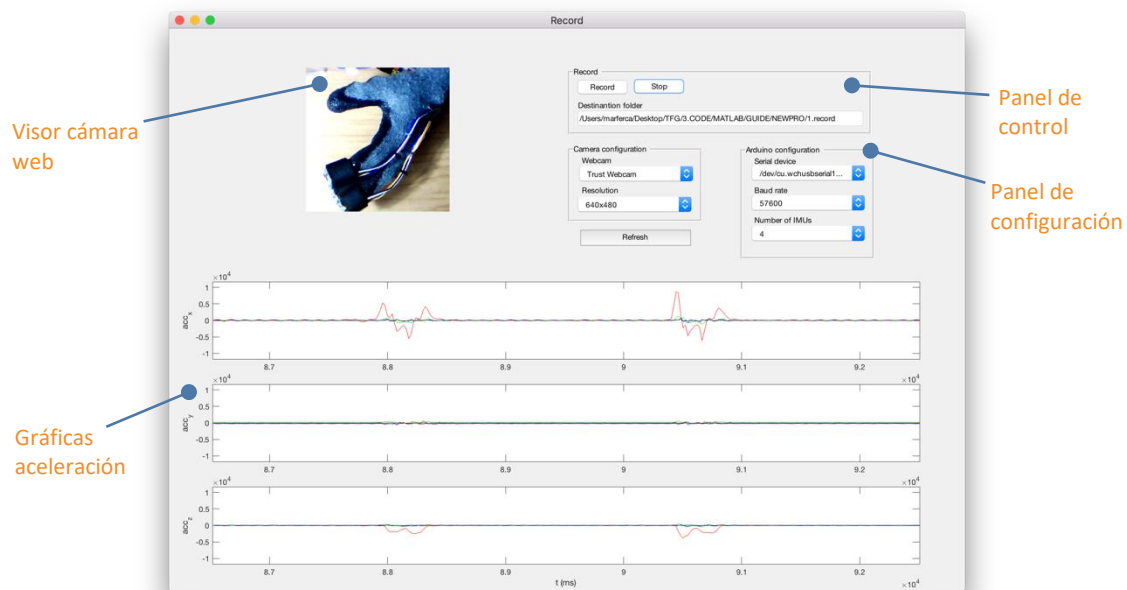 Record
Visor cámara
web
Record
Record
Stop
Destinantion folder
/Users/marferca/Desktop/TFG/3.CODE/MATLAB/GUIDE/NEWPRO/1.record
Panel de
control
Camera configuration
Webcam
Trust Webcam
Resolution
640x480
Refresh
Arduino configuration
Serial device
/dev/cu.wchusbserial1...
Baud rate
57600
Number of IMUs
4
Panel de
configuración
×10⁴
1
0.5
0
-0.5
-1
accₓ
8.7 8.8 8.9 9 9.1 9.2
×10⁴
Gráficas
aceleración
×10⁴
1
0.5
0
-0.5
-1
acc_y
8.7 8.8 8.9 9 9.1 9.2
×10⁴
×10⁴
1
0.5
0
-0.5
-1
acc_z
8.7 8.8 8.9 9 9.1 9.2
t (ms)
×10⁴